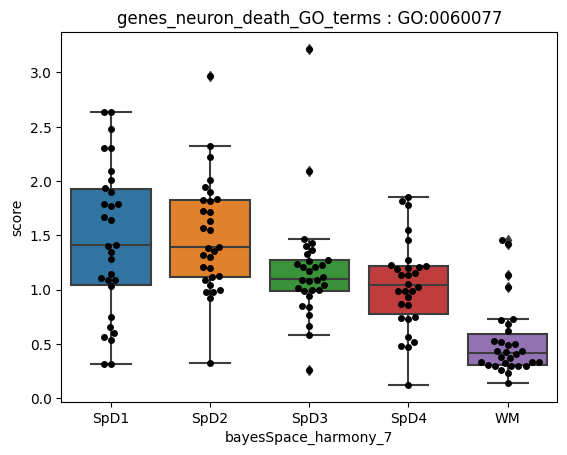 genes_neuron_death_GO_terms : GO:0060077
score
3.0
2.5
2.0
1.5
1.0
0.5
0.0
SpD1 SpD2 SpD3 SpD4 WM
bayesSpace_harmony_7